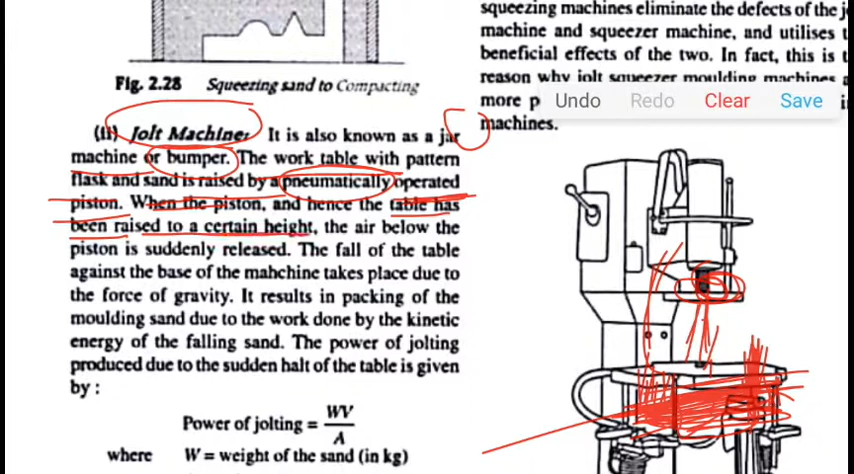 Fig. 2.28 Squeezing sand to Compacting
(ii) Jolt Machine: It is also known as a jar
machine or bumper. The work table with pattern
flask and sand is raised by a pneumatically operated
piston. When the piston, and hence the table has
been raised to a certain height, the air below the
piston is suddenly released. The fall of the table
against the base of the mahchine takes place due to
the force of gravity. It results in packing of the
moulding sand due to the work done by the kinetic
energy of the falling sand. The power of jolting
produced due to the sudden halt of the table is given
by :
Power of jolting = WV
A
where W = weight of the sand (in kg)
squeezing machines eliminate the defects of the
machine and squeezer machine, and utilises
beneficial effects of the two. In fact, this is
reason why jolt squeezer moulding machines
more
machines.
Undo Redo Clear Save